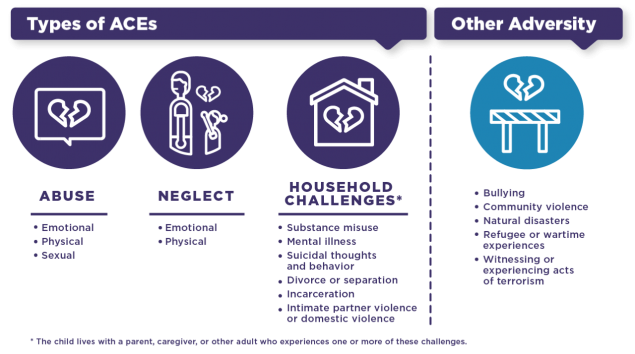 Types of ACEs
Other Adversity
ABUSE
• Emotional
• Physical
• Sexual
NEGLECT
• Emotional
• Physical
HOUSEHOLD
CHALLENGES*
• Substance misuse
• Mental illness
• Suicidal thoughts
and behavior
• Divorce or separation
• Incarceration
• Intimate partner violence
or domestic violence
• Bullying
• Community violence
• Natural disasters
• Refugee or wartime
experiences
• Witnessing or
experiencing acts
of terrorism
* The child lives with a parent, caregiver, or other adult who experiences one or more of these challenges.